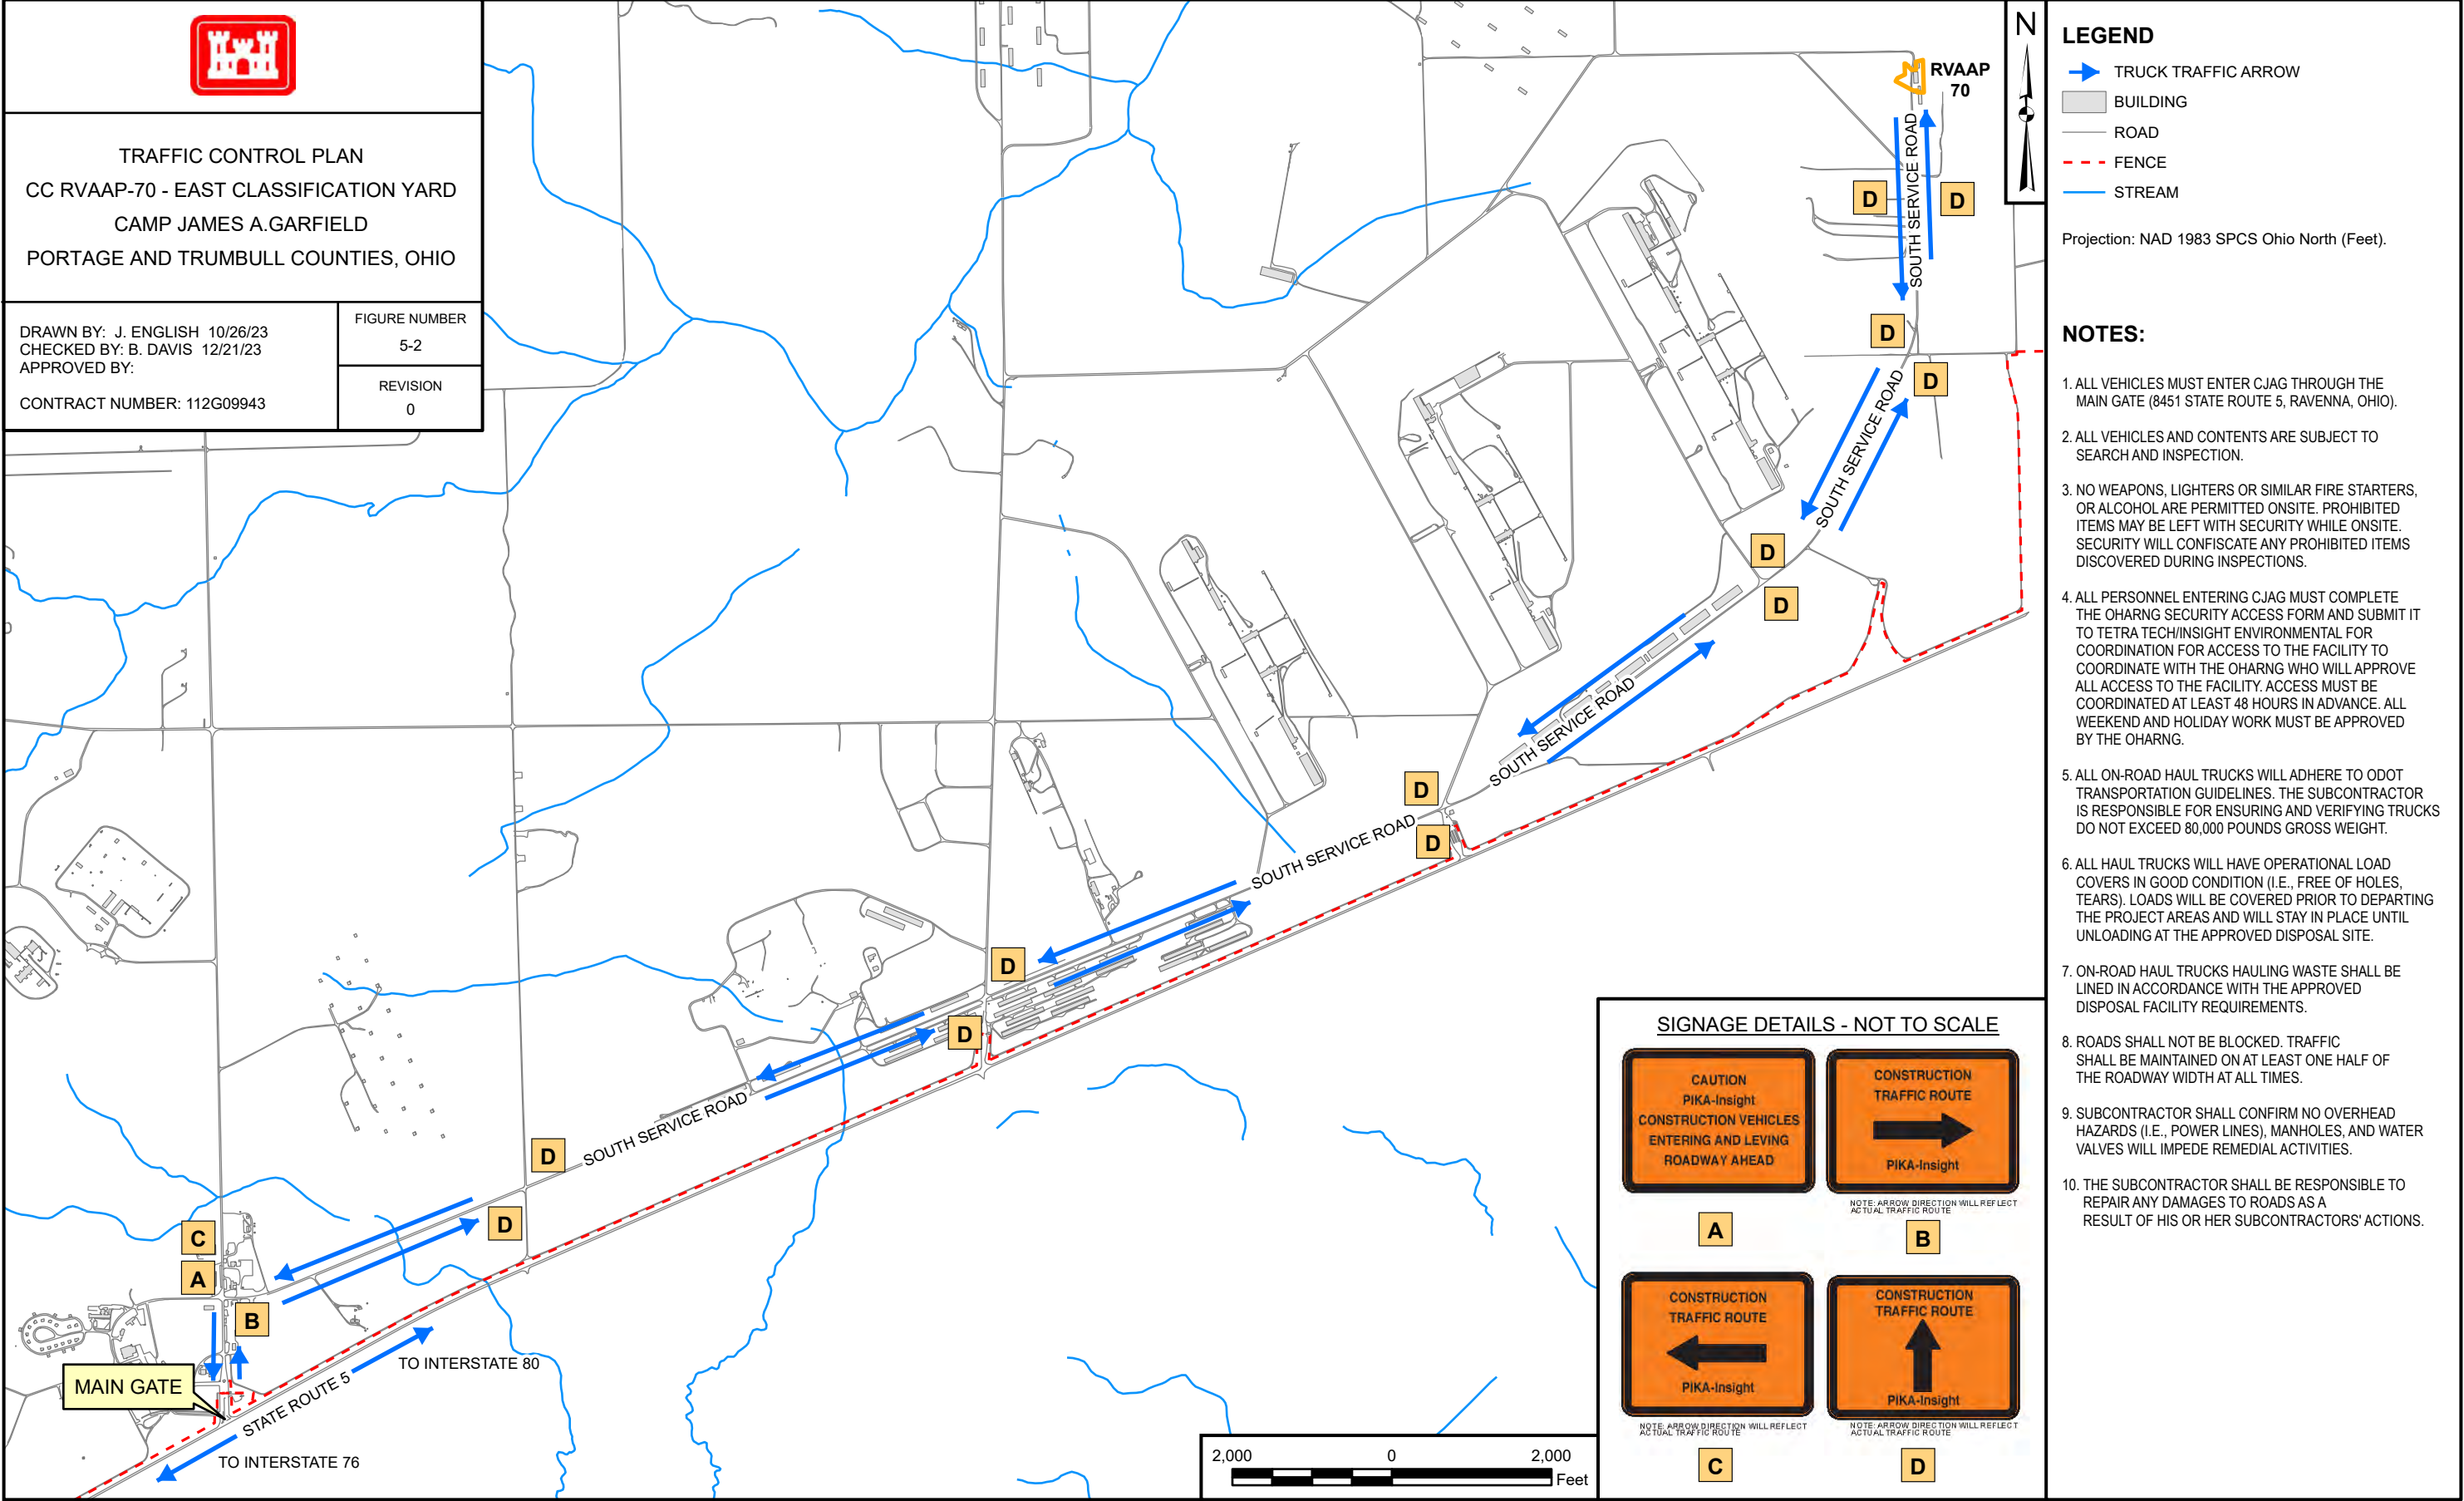 TRAFFIC CONTROL PLAN
CC RVAAP-70 - EAST CLASSIFICATION YARD
CAMP JAMES A.GARFIELD
PORTAGE AND TRUMBULL COUNTIES, OHIO
DRAWN BY: J. ENGLISH 10/26/23
CHECKED BY: B. DAVIS 12/21/23
APPROVED BY:
CONTRACT NUMBER: 112G09943
FIGURE NUMBER
5-2
REVISION
0
RVAAP
70
N
SOUTH SERVICE ROAD
D
D
SOUTH SERVICE ROAD
D
D
SOUTH SERVICE ROAD
D
D
SOUTH SERVICE ROAD
D
D
SOUTH SERVICE ROAD
D
D
SOUTH SERVICE ROAD
D
D
C
A
B
MAIN GATE
STATE ROUTE 5
TO INTERSTATE 80
TO INTERSTATE 76
2,000
0
2,000
Feet
SIGNAGE DETAILS - NOT TO SCALE
CAUTION
PIKA-Insight
CONSTRUCTION VEHICLES
ENTERING AND LEVING
ROADWAY AHEAD
A
CONSTRUCTION
TRAFFIC ROUTE
PIKA-Insight
NOTE: ARROW DIRECTION WILL REFLECT
ACTUAL TRAFFIC ROUTE
B
CONSTRUCTION
TRAFFIC ROUTE
PIKA-Insight
NOTE: ARROW DIRECTION WILL REFLECT
ACTUAL TRAFFIC ROUTE
C
CONSTRUCTION
TRAFFIC ROUTE
PIKA-Insight
NOTE: ARROW DIRECTION WILL REFLECT
ACTUAL TRAFFIC ROUTE
D
LEGEND
TRUCK TRAFFIC ARROW
BUILDING
ROAD
FENCE
STREAM
Projection: NAD 1983 SPCS Ohio North (Feet).
NOTES:
1. ALL VEHICLES MUST ENTER CJAG THROUGH THE
MAIN GATE (8451 STATE ROUTE 5, RAVENNA, OHIO).
2. ALL VEHICLES AND CONTENTS ARE SUBJECT TO
SEARCH AND INSPECTION.
3. NO WEAPONS, LIGHTERS OR SIMILAR FIRE STARTERS,
OR ALCOHOL ARE PERMITTED ONSITE. PROHIBITED
ITEMS MAY BE LEFT WITH SECURITY WHILE ONSITE.
SECURITY WILL CONFISCATE ANY PROHIBITED ITEMS
DISCOVERED DURING INSPECTIONS.
4. ALL PERSONNEL ENTERING CJAG MUST COMPLETE
THE OHARNG SECURITY ACCESS FORM AND SUBMIT IT
TO TETRA TECH/INSIGHT ENVIRONMENTAL FOR
COORDINATION FOR ACCESS TO THE FACILITY TO
COORDINATE WITH THE OHARNG WHO WILL APPROVE
ALL ACCESS TO THE FACILITY. ACCESS MUST BE
COORDINATED AT LEAST 48 HOURS IN ADVANCE. ALL
WEEKEND AND HOLIDAY WORK MUST BE APPROVED
BY THE OHARNG.
5. ALL ON-ROAD HAUL TRUCKS WILL ADHERE TO ODOT
TRANSPORTATION GUIDELINES. THE SUBCONTRACTOR
IS RESPONSIBLE FOR ENSURING AND VERIFYING TRUCKS
DO NOT EXCEED 80,000 POUNDS GROSS WEIGHT.
6. ALL HAUL TRUCKS WILL HAVE OPERATIONAL LOAD
COVERS IN GOOD CONDITION (I.E., FREE OF HOLES,
TEARS). LOADS WILL BE COVERED PRIOR TO DEPARTING
THE PROJECT AREAS AND WILL STAY IN PLACE UNTIL
UNLOADING AT THE APPROVED DISPOSAL SITE.
7. ON-ROAD HAUL TRUCKS HAULING WASTE SHALL BE
LINED IN ACCORDANCE WITH THE APPROVED
DISPOSAL FACILITY REQUIREMENTS.
8. ROADS SHALL NOT BE BLOCKED. TRAFFIC
SHALL BE MAINTAINED ON AT LEAST ONE HALF OF
THE ROADWAY WIDTH AT ALL TIMES.
9. SUBCONTRACTOR SHALL CONFIRM NO OVERHEAD
HAZARDS (I.E., POWER LINES), MANHOLES, AND WATER
VALVES WILL IMPEDE REMEDIAL ACTIVITIES.
10. THE SUBCONTRACTOR SHALL BE RESPONSIBLE TO
REPAIR ANY DAMAGES TO ROADS AS A
RESULT OF HIS OR HER SUBCONTRACTORS' ACTIONS.